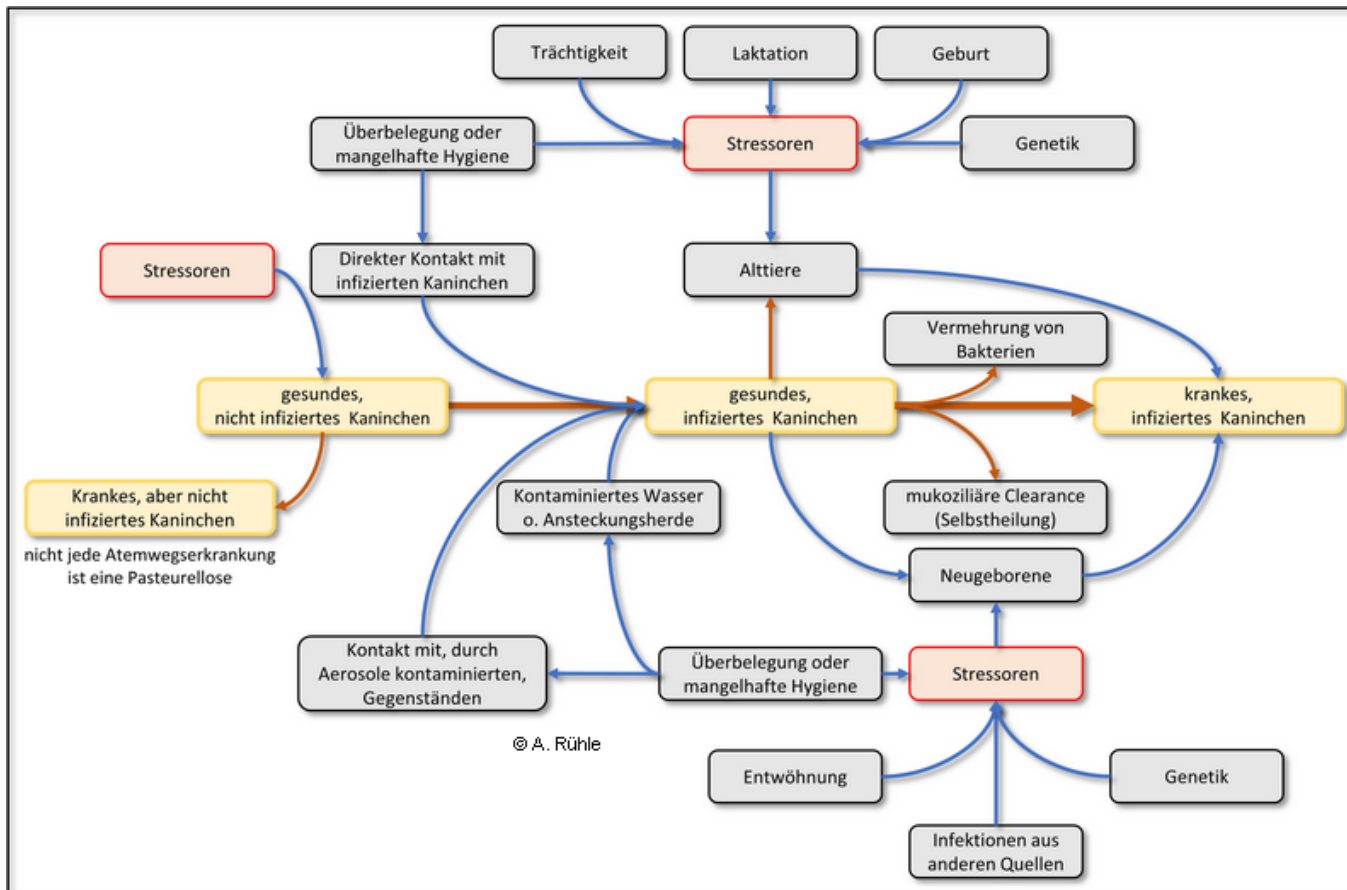 Trächtigkeit
Laktation
Geburt
Überbelegung oder
mangelhafte Hygiene
Stressoren
Genetik
Stressoren
Direkter Kontakt mit
infizierten Kaninchen
Alttiere
Vermehrung von
Bakterien
gesundes,
nicht infiziertes Kaninchen
gesundes,
infiziertes Kaninchen
krankes,
infiziertes Kaninchen
Krankes, aber nicht
infiziertes Kaninchen
nicht jede Atemwegserkrankung
ist eine Pasteurellose
Kontaminiertes Wasser
o. Ansteckungsherde
mukoziliäre Clearance
(Selbstheilung)
Neugeborene
Kontakt mit, durch
Aerosole kontaminierten,
Gegenständen
Überbelegung oder
mangelhafte Hygiene
Stressoren
© A. Rühle
Entwöhnung
Genetik
Infektionen aus
anderen Quellen